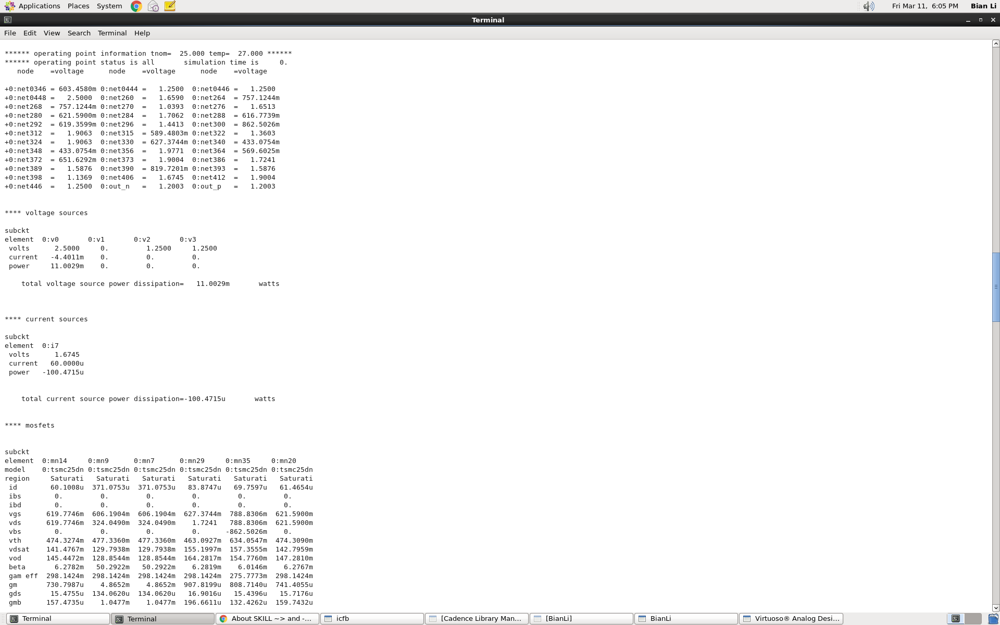 Applications Places System Fri Mar 11, 6:05 PM Bian Li
Terminal
File Edit View Search Terminal Help
****** operating point information tnom=  25.000 temp=  27.000 ******
****** operating point status is all       simulation time is     0.
   node    =voltage      node    =voltage      node    =voltage
+0:net0346 = 603.4580m 0:net0444 =   1.2500  0:net0446 =   1.2500
+0:net0448 =   2.5000  0:net260  =   1.6590  0:net264  = 757.1244m
+0:net268  = 757.1244m 0:net270  =   1.0393  0:net276  =   1.6513
+0:net280  = 621.5900m 0:net284  =   1.7062  0:net288  = 616.7739m
+0:net292  = 619.3599m 0:net296  =   1.4413  0:net300  = 862.5026m
+0:net312  =   1.9063  0:net315  = 589.4803m 0:net322  =   1.3603
+0:net324  =   1.9063  0:net330  = 627.3744m 0:net340  = 433.0754m
+0:net348  = 433.0754m 0:net356  =   1.9771  0:net364  = 569.6025m
+0:net372  = 651.6292m 0:net373  =   1.9004  0:net386  =   1.7241
+0:net389  =   1.5876  0:net390  = 819.7201m 0:net393  =   1.5876
+0:net398  =   1.1369  0:net406  =   1.6745  0:net412  =   1.9004
+0:net446  =   1.2500  0:out_n   =   1.2003  0:out_p   =   1.2003
**** voltage sources
subckt
element  0:v0       0:v1       0:v2       0:v3
 volts      2.5000     0.         1.2500     1.2500
 current   -4.4011m    0.         0.         0.
 power     11.0029m    0.         0.         0.
    total voltage source power dissipation=   11.0029m       watts
**** current sources
subckt
element  0:i7
 volts      1.6745
 current   60.0000u
 power   -100.4715u
    total current source power dissipation=-100.4715u       watts
**** mosfets
subckt
element  0:mn14     0:mn9      0:mn7      0:mn29     0:mn35     0:mn20
model    0:tsmc25dn 0:tsmc25dn 0:tsmc25dn 0:tsmc25dn 0:tsmc25dn 0:tsmc25dn
region     Saturati   Saturati   Saturati   Saturati   Saturati   Saturati
 id        60.1008u  371.0753u  371.0753u   83.8747u   69.7597u   61.4654u
 ibs        0.         0.         0.         0.         0.         0.
 ibd        0.         0.         0.         0.         0.         0.
 vgs      619.7746m  606.1904m  606.1904m  627.3744m  788.8306m  621.5900m
 vds      619.7746m  324.0490m  324.0490m    1.7241   788.8306m  621.5900m
 vbs        0.         0.         0.         0.      -862.5026m    0.
 vth      474.3274m  477.3360m  477.3360m  463.0927m  634.0547m  474.3090m
 vdsat    141.4767m  129.7938m  129.7938m  155.1997m  157.3555m  142.7959m
 vod      145.4472m  128.8544m  128.8544m  164.2817m  154.7760m  147.2810m
 beta       6.2782m   50.2922m   50.2922m    6.2819m    6.0146m    6.2767m
 gam eff  298.1424m  298.1424m  298.1424m  298.1424m  275.7773m  298.1424m
 gm       730.7987u    4.8652m    4.8652m  907.8199u  808.7140u  741.4055u
 gds       15.4755u  134.0620u  134.0620u   16.9016u   15.4396u   15.7176u
 gmb      157.4735u    1.0477m    1.0477m  196.6611u  132.4262u  159.7432u
Terminal Terminal About SKILL ~> and -... icfb [Cadence Library Man... [BianLi] BianLi Virtuoso® Analog Desi...